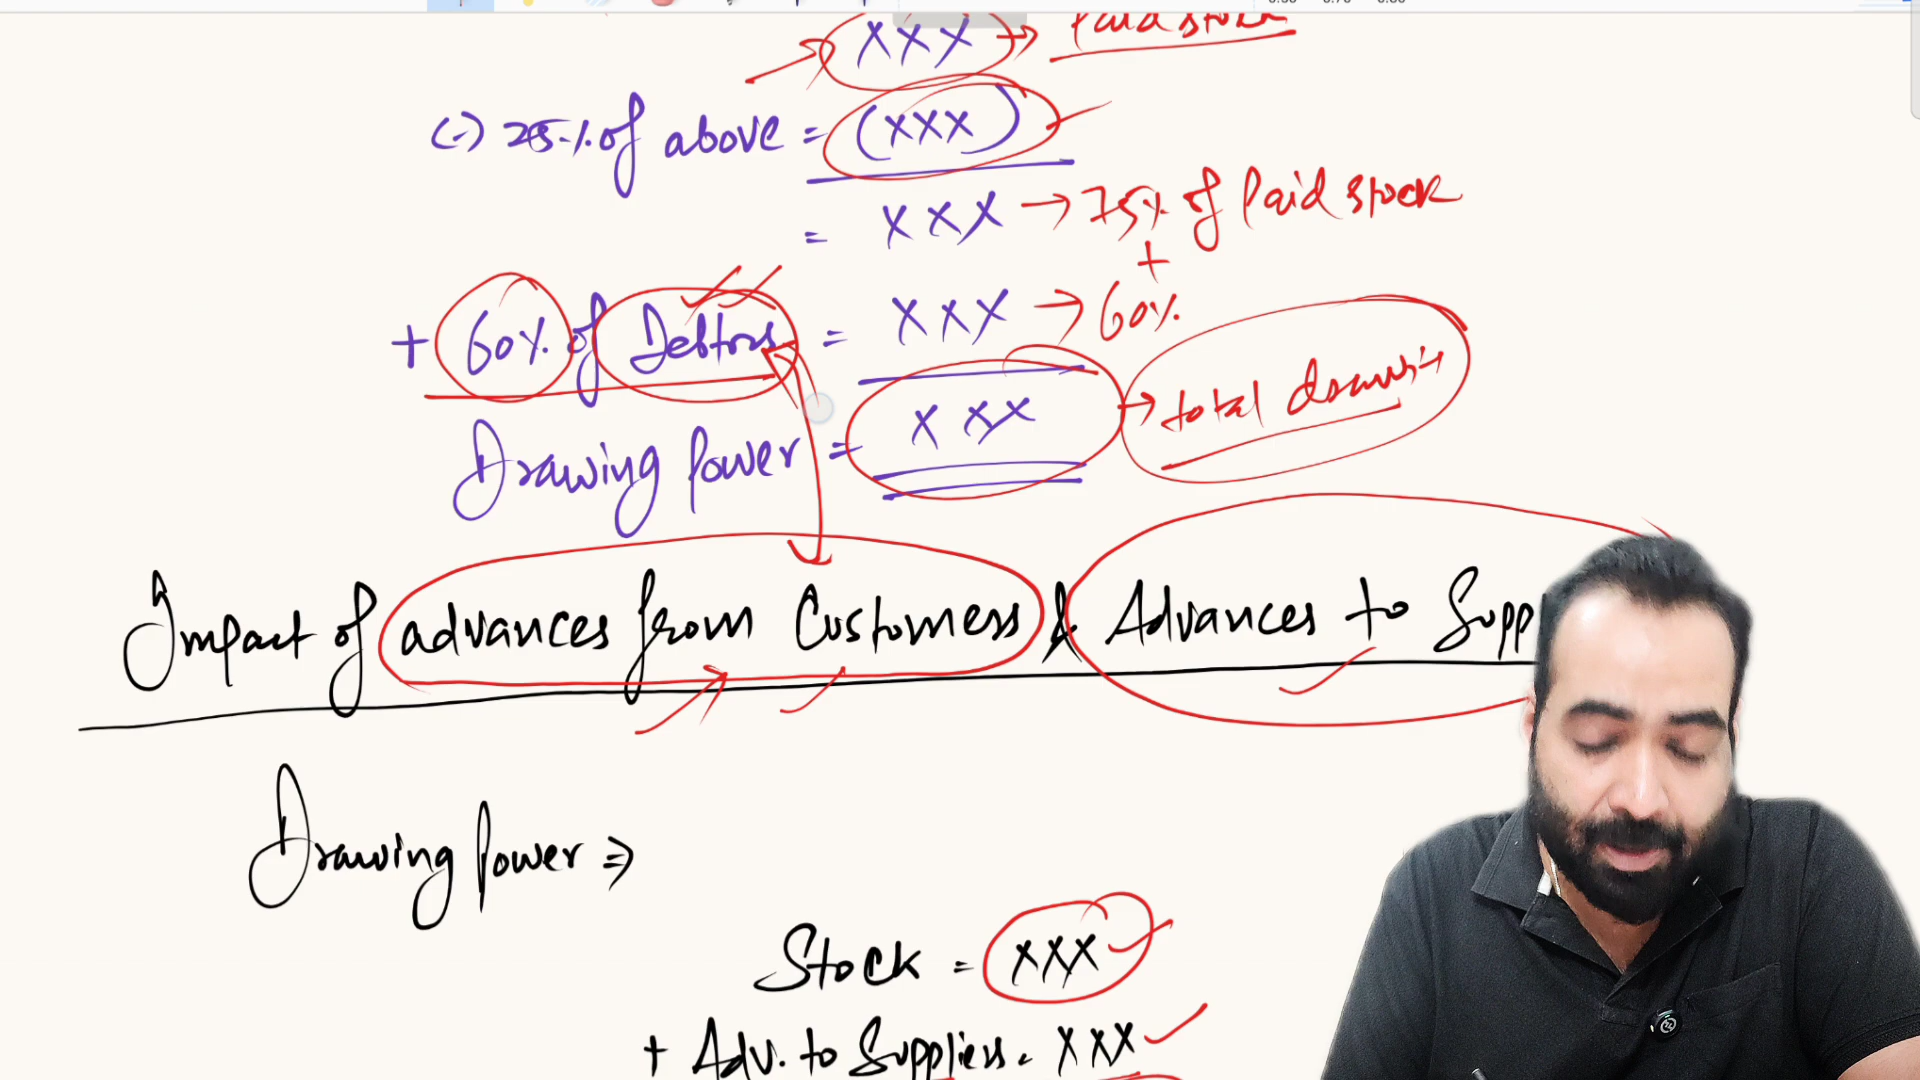 XXX → Paid stock
(-) 25% of above = (XXX)
= XXX → 75% of Paid stock
+
+ 60% of Debtors = XXX → 60%
Drawing Power = XXX → total
Impact of advances from Customers & Advances to Supp
Drawing Power ⇒
Stock = XXX
+ Adv. to Suppliers = XXX